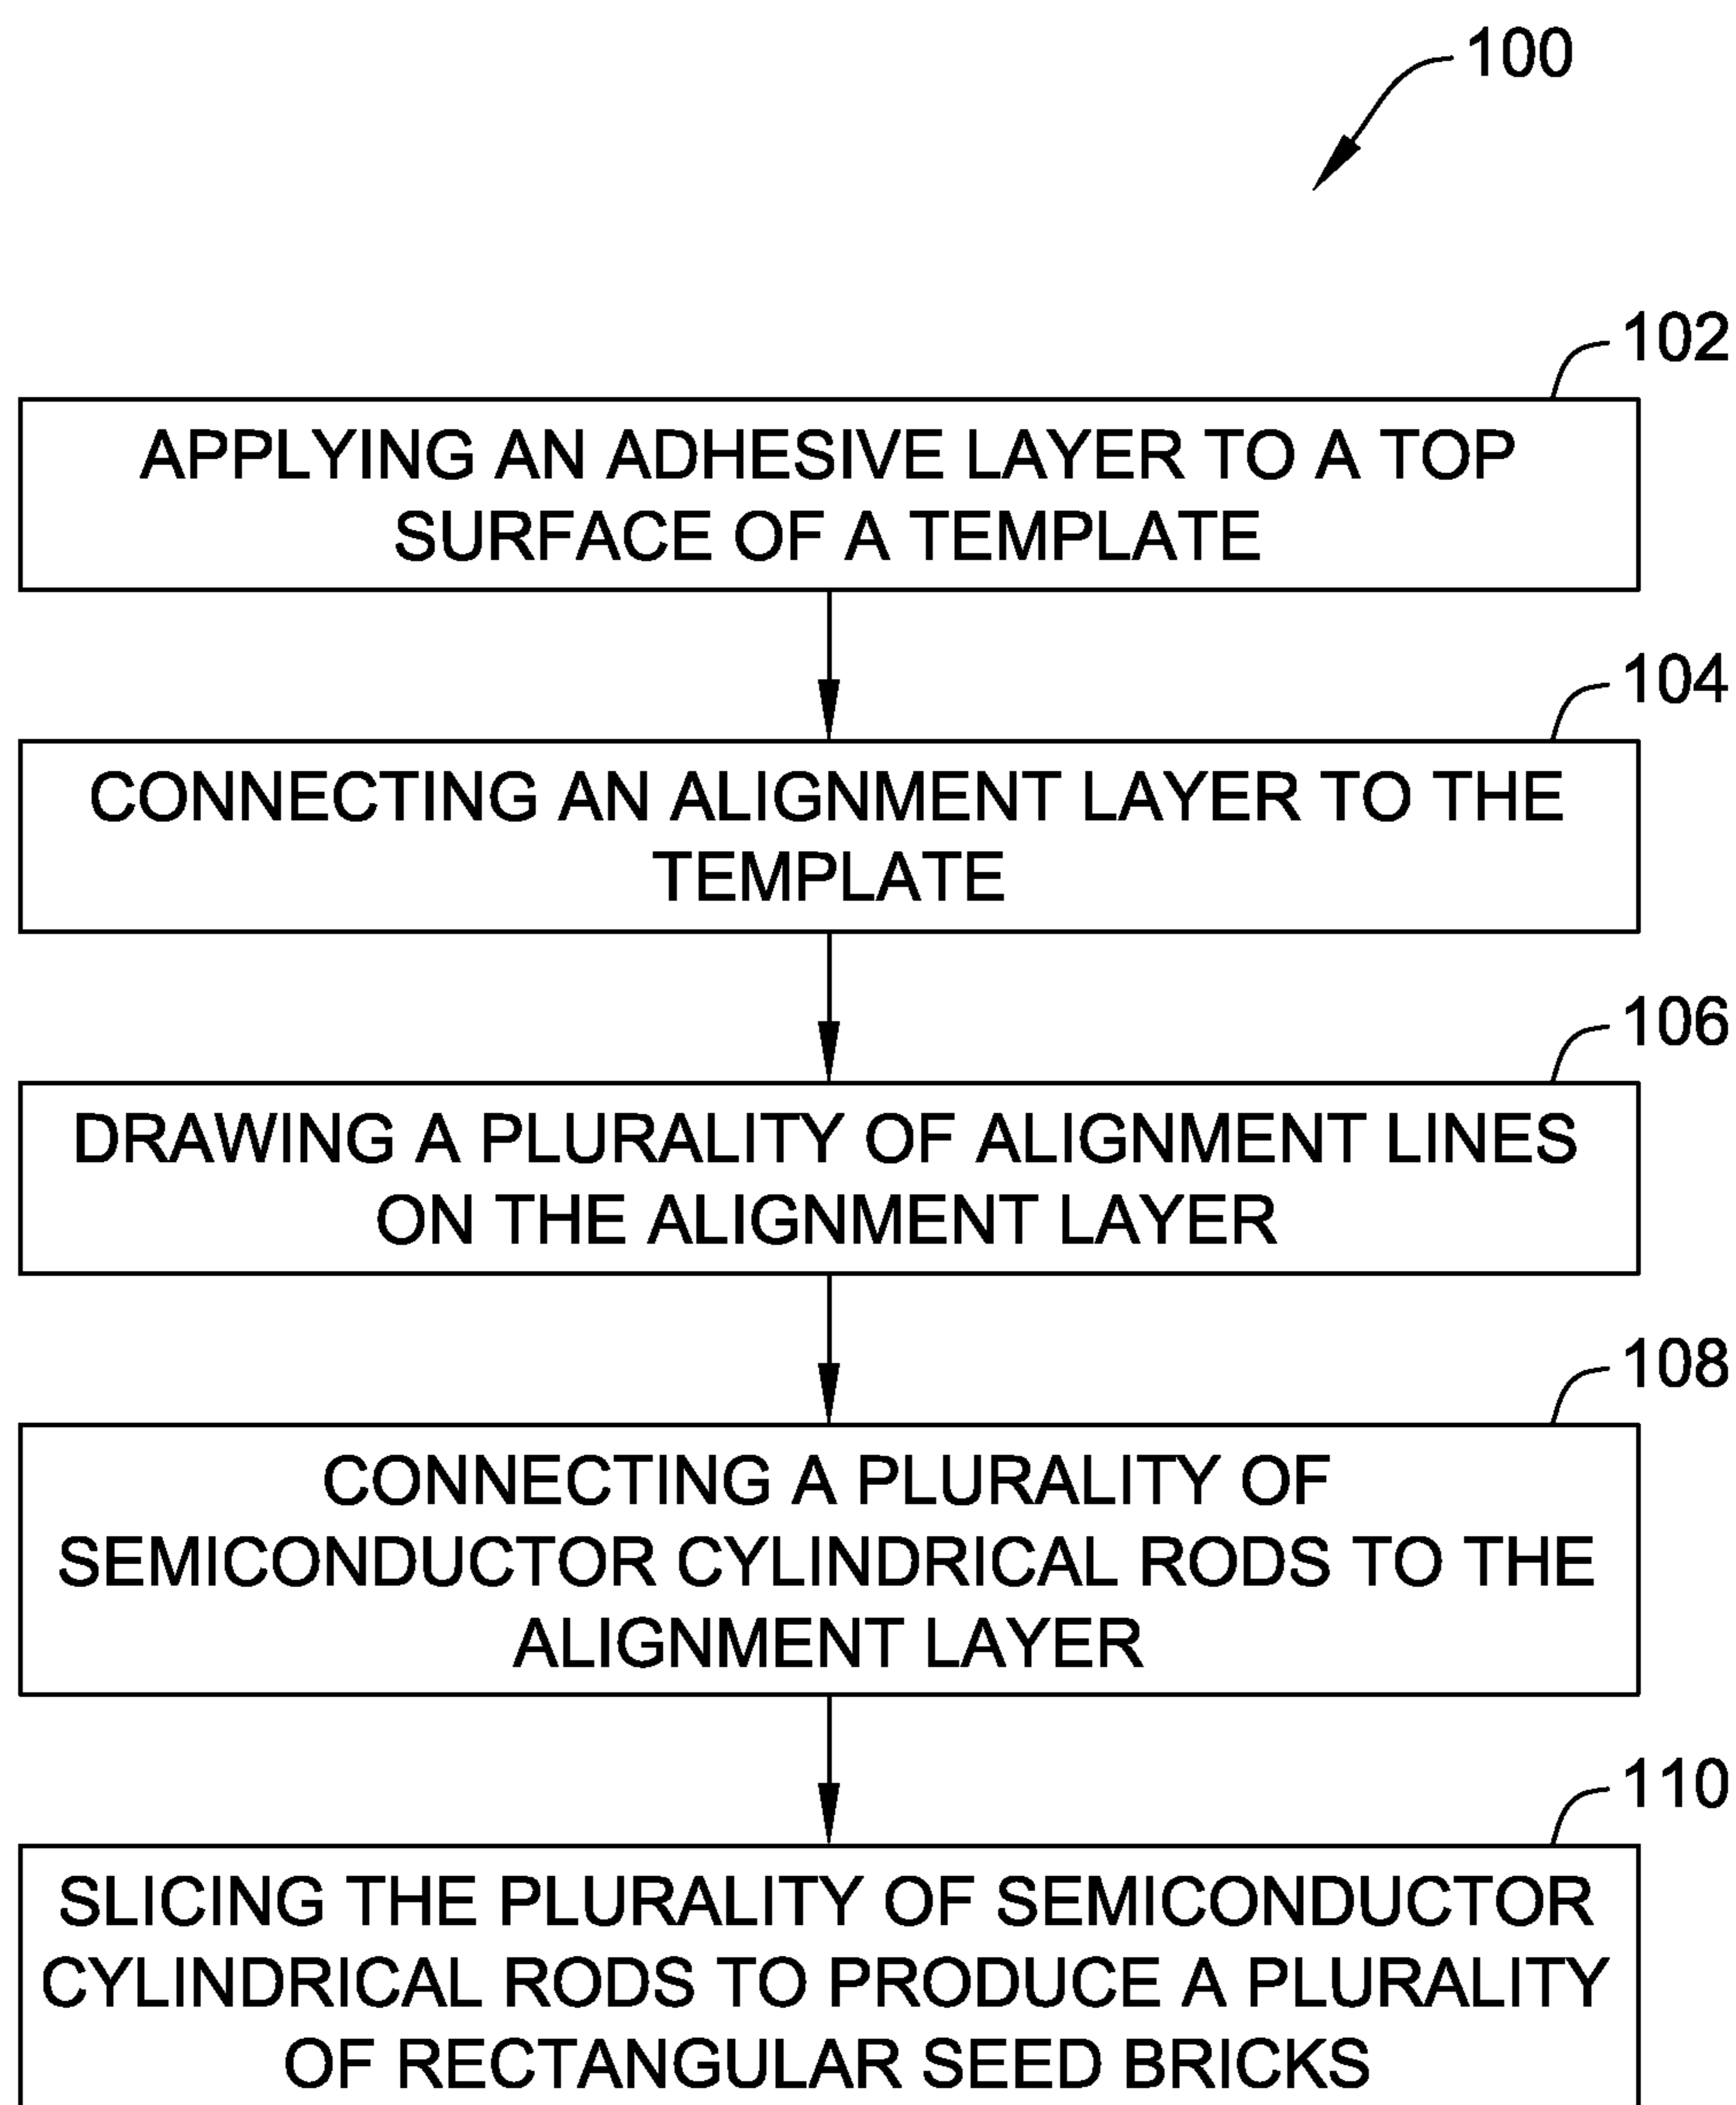 100
102
APPLYING AN ADHESIVE LAYER TO A TOP
SURFACE OF A TEMPLATE
104
CONNECTING AN ALIGNMENT LAYER TO THE
TEMPLATE
106
DRAWING A PLURALITY OF ALIGNMENT LINES
ON THE ALIGNMENT LAYER
108
CONNECTING A PLURALITY OF
SEMICONDUCTOR CYLINDRICAL RODS TO THE
ALIGNMENT LAYER
110
SLICING THE PLURALITY OF SEMICONDUCTOR
CYLINDRICAL RODS TO PRODUCE A PLURALITY
OF RECTANGULAR SEED BRICKS